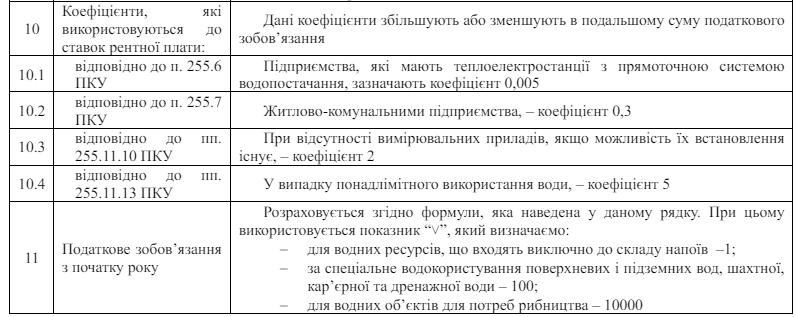 10
Коефіцієнти, які
використовуються до
ставок рентної плати:
Дані коефіцієнти збільшують або зменшують в подальшому суму податкового
зобов’язання
10.1
відповідно до п. 255.6
ПКУ
Підприємства, які мають теплоелектростанції з прямоточною системою
водопостачання, зазначають коефіцієнт 0,005
10.2
відповідно до п. 255.7
ПКУ
Житлово-комунальними підприємства, – коефіцієнт 0,3
10.3
відповідно до пп.
255.11.10 ПКУ
При відсутності вимірювальних приладів, якщо можливість їх встановлення
існує, – коефіцієнт 2
10.4
відповідно до пп.
255.11.13 ПКУ
У випадку понадлімітного використання води, – коефіцієнт 5
11
Податкове зобов’язання
з початку року
Розраховується згідно формули, яка наведена у даному рядку. При цьому
використовується показник “∨”, який визначаємо:
– для водних ресурсів, що входять виключно до складу напоїв –1;
– за спеціальне водокористування поверхневих і підземних вод, шахтної,
кар’єрної та дренажної води – 100;
– для водних об’єктів для потреб рибництва – 10000